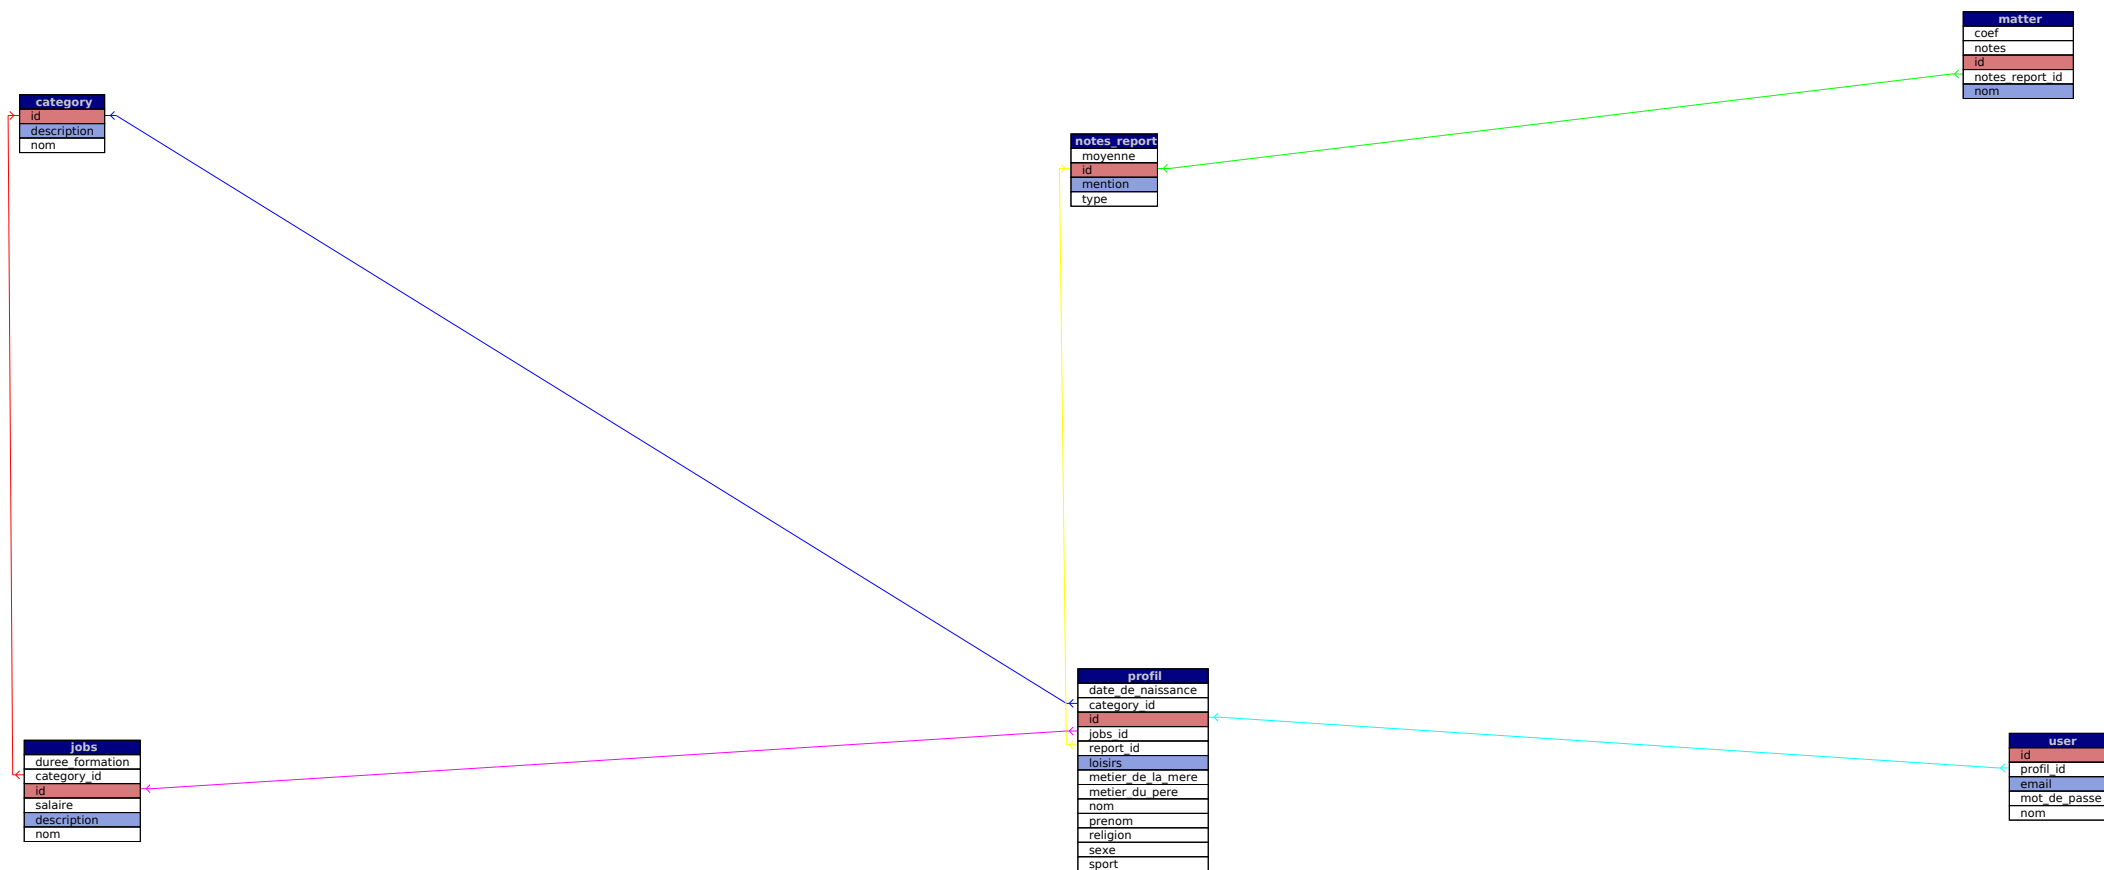 matter
coef
notes
id
notes_report_id
nom
category
id
description
nom
notes_report
moyenne
id
mention
type
profil
date_de_naissance
category_id
id
jobs_id
report_id
loisirs
metier_de_la_mere
metier_du_pere
nom
prenom
religion
sexe
sport
jobs
duree_formation
category_id
id
salaire
description
nom
user
id
profil_id
email
mot_de_passe
nom